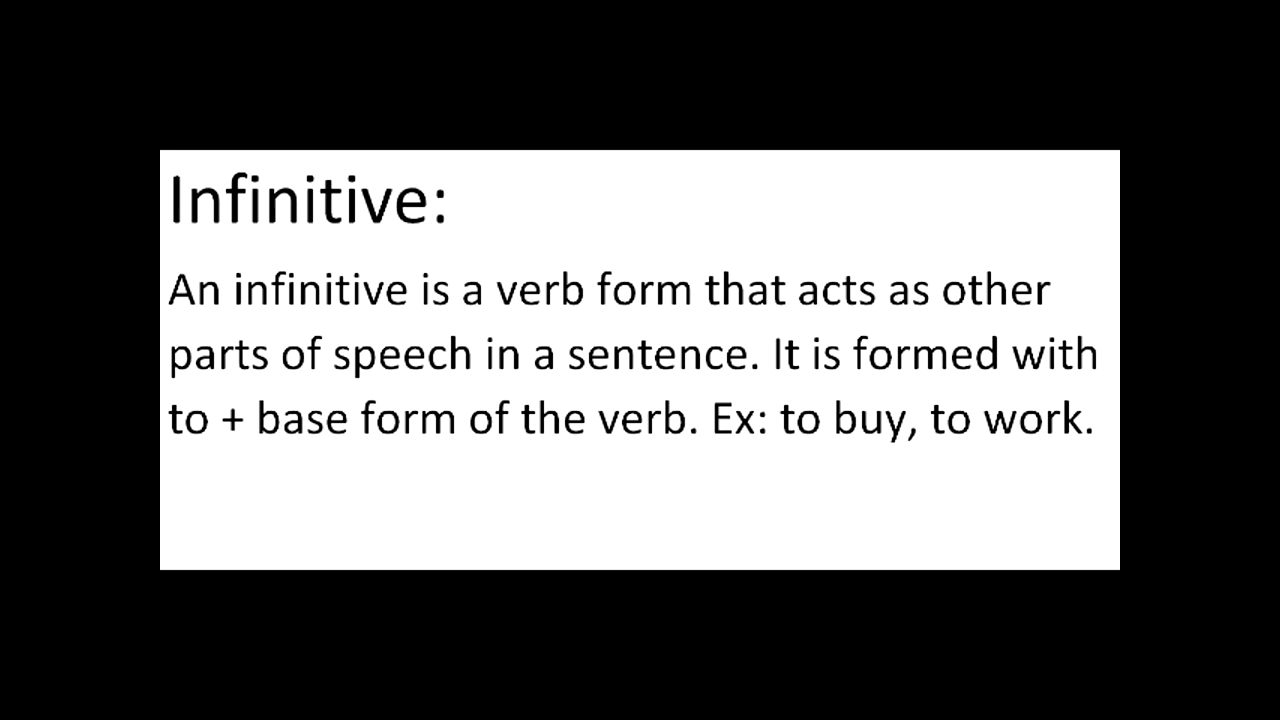 Infinitive:
An infinitive is a verb form that acts as other
parts of speech in a sentence. It is formed with
to + base form of the verb. Ex: to buy, to work.